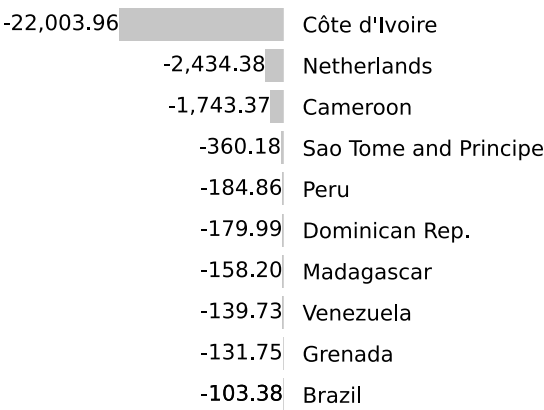 -22,003.96 Côte d'Ivoire
-2,434.38 Netherlands
-1,743.37 Cameroon
-360.18 Sao Tome and Principe
-184.86 Peru
-179.99 Dominican Rep.
-158.20 Madagascar
-139.73 Venezuela
-131.75 Grenada
-103.38 Brazil